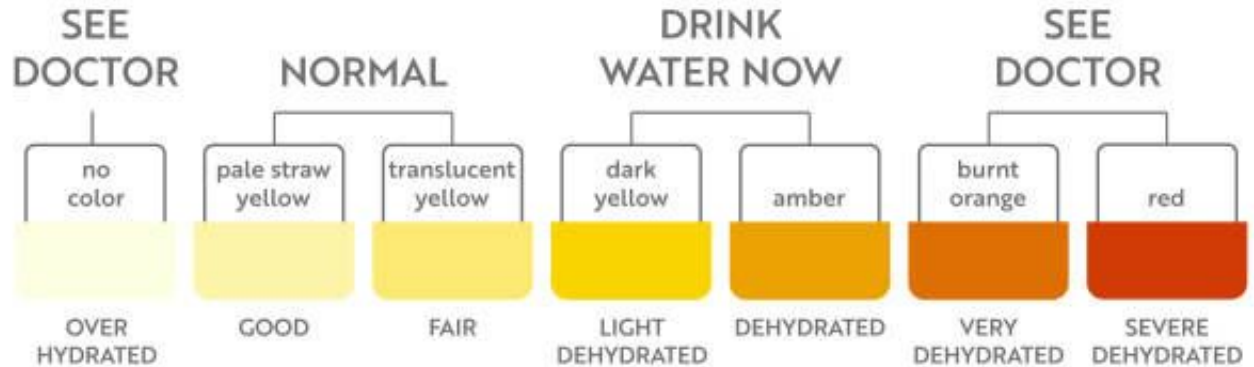 SEE
DOCTOR
NORMAL
DRINK
WATER NOW
SEE
DOCTOR
no
color
pale straw
yellow
translucent
yellow
dark
yellow
amber
burnt
orange
red
OVER
HYDRATED
GOOD
FAIR
LIGHT
DEHYDRATED
DEHYDRATED
VERY
DEHYDRATED
SEVERE
DEHYDRATED